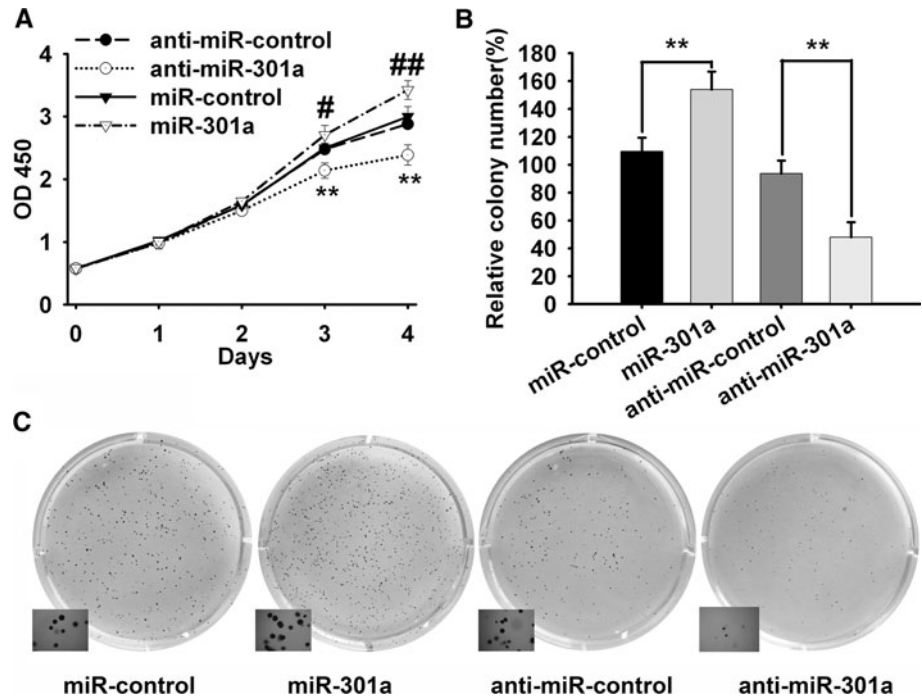 A
anti-miR-control
anti-miR-301a
miR-control
miR-301a
#
##
**
**
OD 450
4
3
2
1
0
0 1 2 3 4
Days
B
Relative colony number(%)
180
160
140
120
100
80
60
40
20
0
**
**
miR-control
miR-301a
anti-miR-control
anti-miR-301a
C
miR-control miR-301a anti-miR-control anti-miR-301a